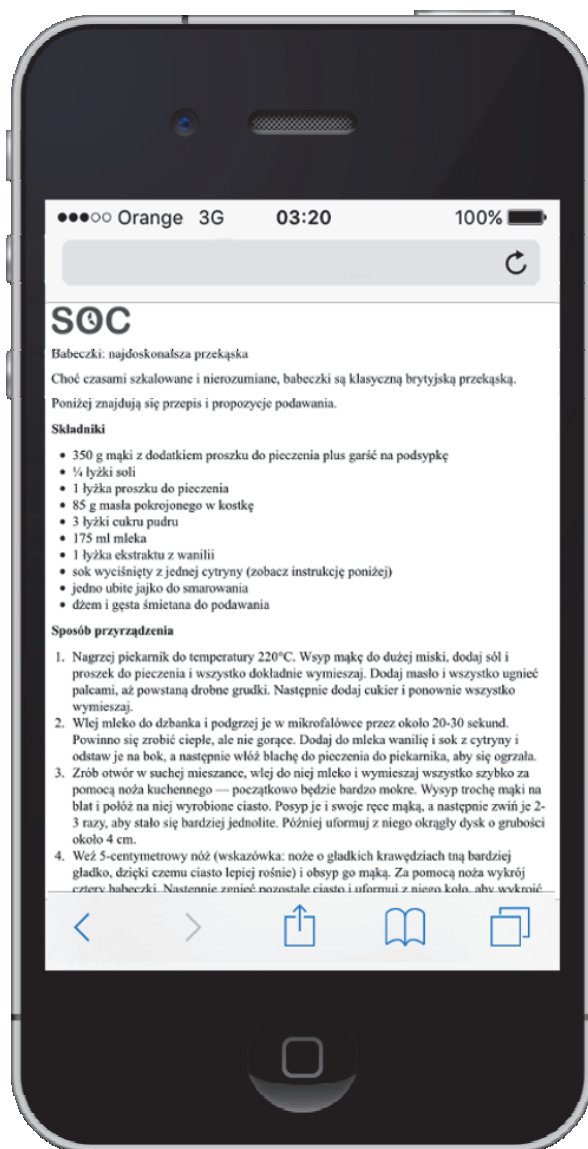 Orange 3G 03:20 100%
SOC
Babeczki: najdoskonalsza przekąska
Choć czasami szkalowane i nierozumiane, babeczki są klasyczną brytyjską przekąską.
Poniżej znajdują się przepis i propozycje podawania.
Składniki
• 350 g mąki z dodatkiem proszku do pieczenia plus garść na podsypkę
• ¼ łyżki soli
• 1 łyżka proszku do pieczenia
• 85 g masła pokrojonego w kostkę
• 3 łyżki cukru pudru
• 175 ml mleka
• 1 łyżka ekstraktu z wanilii
• sok wyciśnięty z jednej cytryny (zobacz instrukcję poniżej)
• jedno ubite jajko do smarowania
• dżem i gęsta śmietana do podawania
Sposób przyrządzenia
1. Nagrzej piekarnik do temperatury 220°C. Wsyp mąkę do dużej miski, dodaj sól i
proszek do pieczenia i wszystko dokładnie wymieszaj. Dodaj masło i wszystko ugnieć
palcami, aż powstaną drobne grudki. Następnie dodaj cukier i ponownie wszystko
wymieszaj.
2. Wlej mleko do dzbanka i podgrzej je w mikrofalówce przez około 20-30 sekund.
Powinno się zrobić ciepłe, ale nie gorące. Dodaj do mleka wanilię i sok z cytryny i
odstaw je na bok, a następnie włóż blachę do pieczenia do piekarnika, aby się ogrzała.
3. Zrób otwór w suchej mieszance, wlej do niej mleko i wymieszaj wszystko szybko za
pomocą noża kuchennego — początkowo będzie bardzo mokre. Wysyp trochę mąki na
blat i połóż na niej wyrobione ciasto. Posyp je i swoje ręce mąką, a następnie zwiń je 2-
3 razy, aby stało się bardziej jednolite. Później uformuj z niego okrągły dysk o grubości
około 4 cm.
4. Weź 5-centymetrowy nóż (wskazówka: noże o gładkich krawędziach tną bardziej
gładko, dzięki czemu ciasto lepiej rośnie) i obsyp go mąką. Za pomocą noża wykrój
cztery babeczki. Następnie zgnieć pozostałe ciasto i uformuj z niego koło, aby wykroić